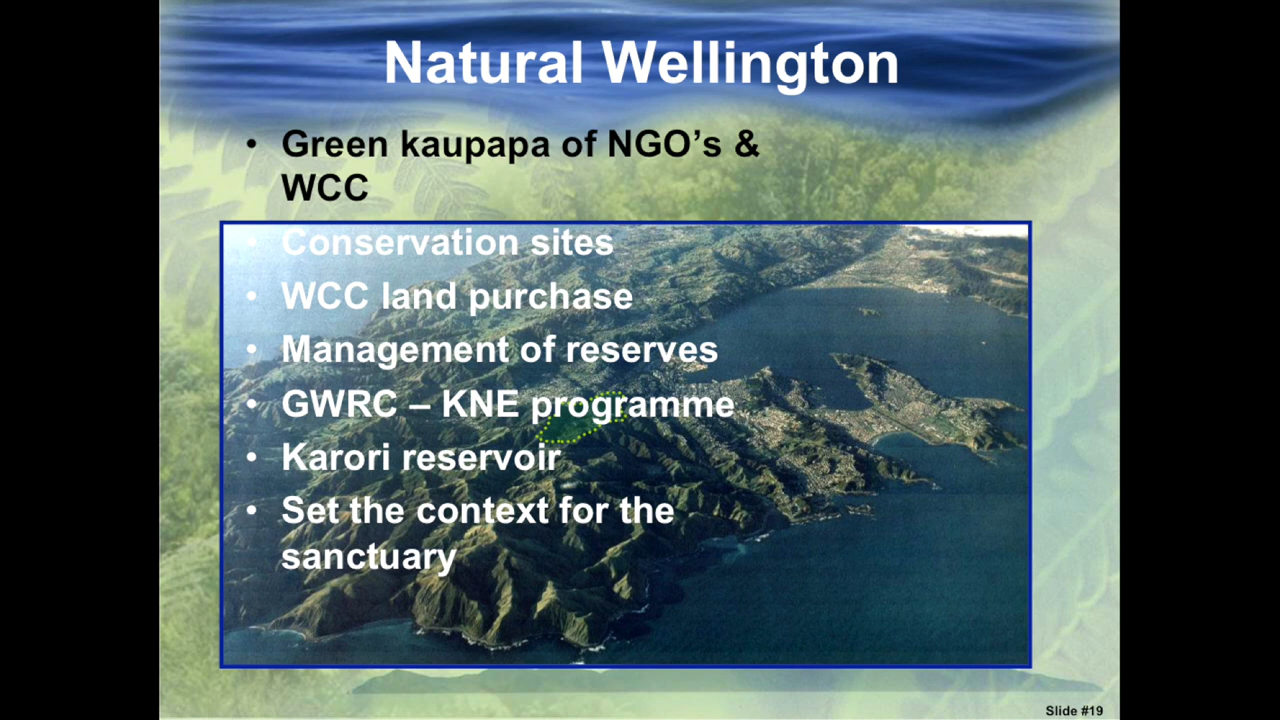 Natural Wellington
• Green kaupapa of NGO’s &
WCC
• Conservation sites
• WCC land purchase
• Management of reserves
• GWRC – KNE programme
• Karori reservoir
• Set the context for the
sanctuary
Slide #19